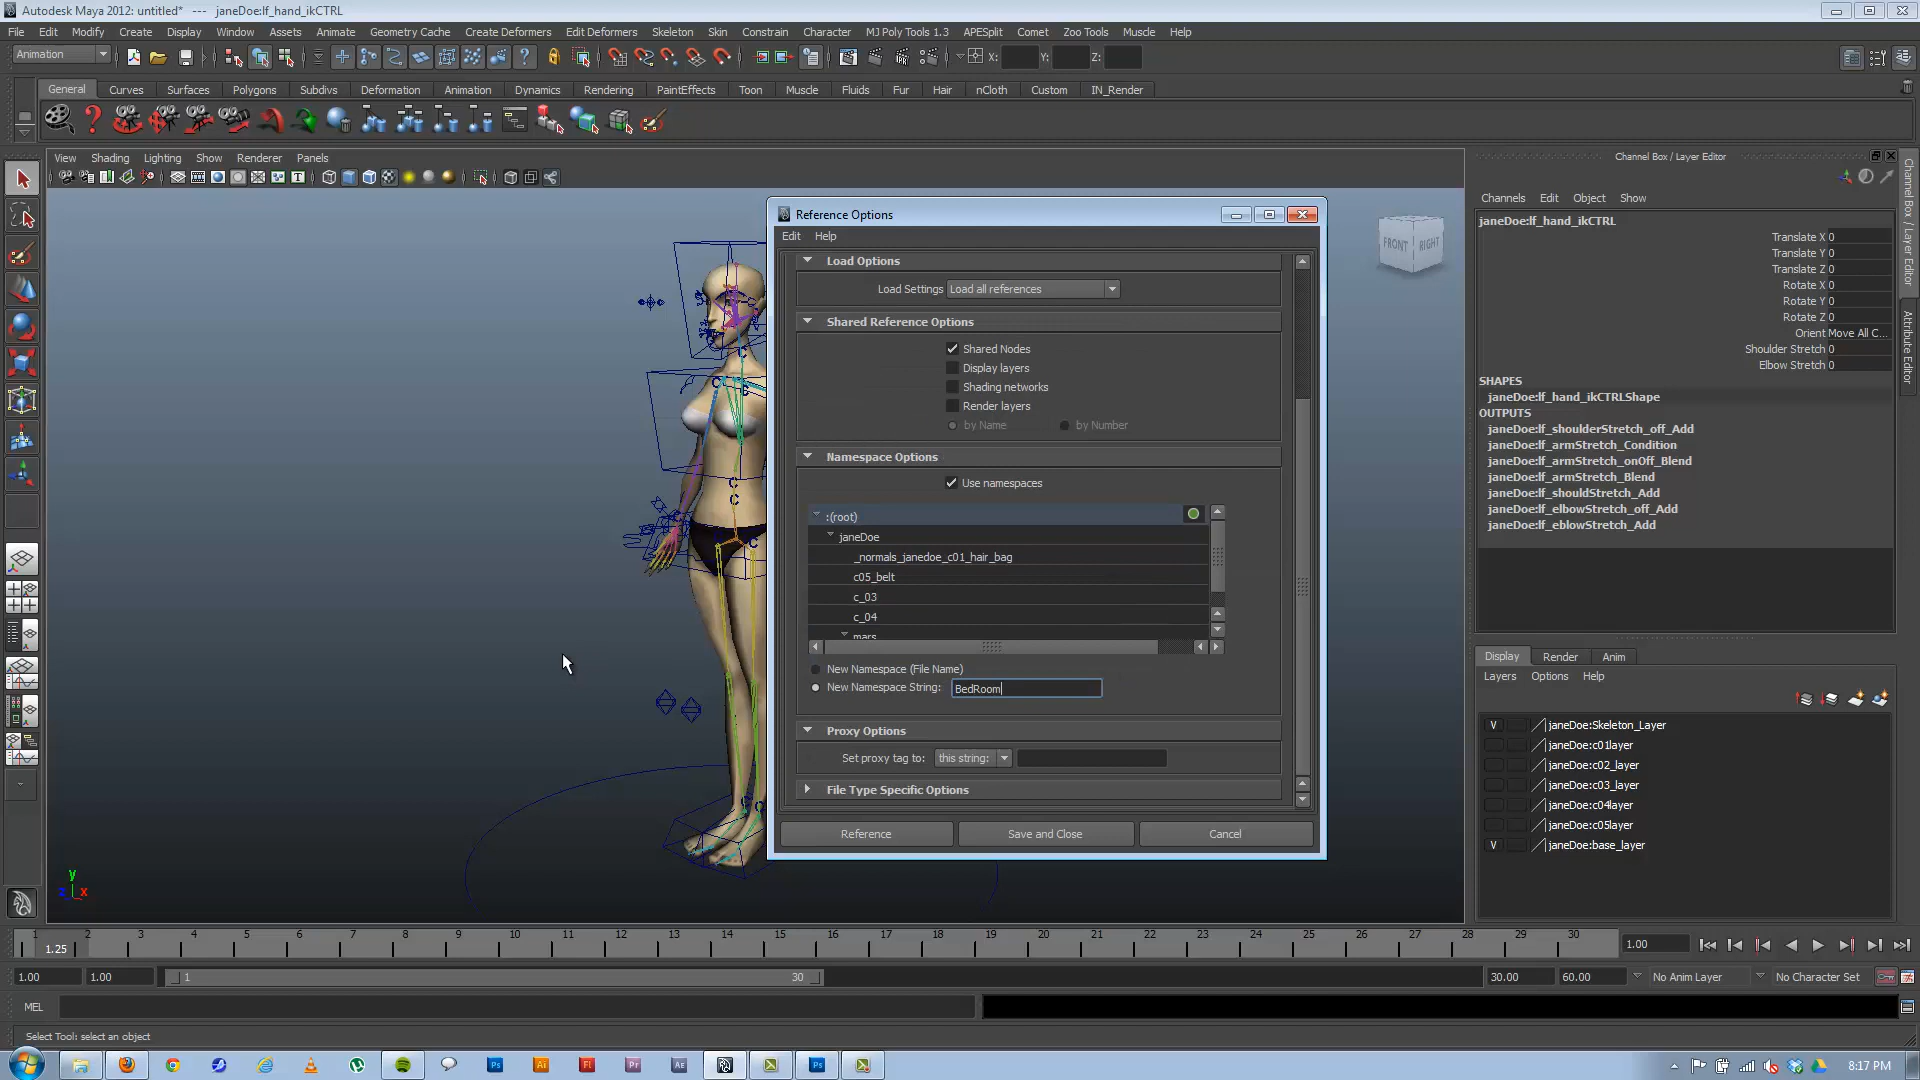 Autodesk Maya 2012: untitled*   ---   janeDoe:lf_hand_ikCTRL
File Edit Modify Create Display Window Assets Animate Geometry Cache Create Deformers Edit Deformers Skeleton Skin Constrain Character MJ Poly Tools 1.3 APESplit Comet Zoo Tools Muscle Help
Animation X: Y: Z:
General Curves Surfaces Polygons Subdivs Deformation Animation Dynamics Rendering PaintEffects Toon Muscle Fluids Fur Hair nCloth Custom IN_Render
View Shading Lighting Show Renderer Panels
FRONT RIGHT
Reference Options
Edit Help
Load Options
Load Settings Load all references
Shared Reference Options
Shared Nodes
Display layers
Shading networks
Render layers
by Name by Number
Namespace Options
Use namespaces
:(root)
janeDoe
_normals_janedoe_c01_hair_bag
c05_belt
c_03
c_04
mars
New Namespace (File Name)
New Namespace String: BedRoom
Proxy Options
Set proxy tag to: this string:
File Type Specific Options
Reference Save and Close Cancel
Channel Box / Layer Editor
Channels Edit Object Show
janeDoe:lf_hand_ikCTRL
Translate X 0
Translate Y 0
Translate Z 0
Rotate X 0
Rotate Y 0
Rotate Z 0
Orient Move All C...
Shoulder Stretch 0
Elbow Stretch 0
SHAPES
janeDoe:lf_hand_ikCTRLShape
OUTPUTS
janeDoe:lf_shoulderStretch_off_Add
janeDoe:lf_armStretch_Condition
janeDoe:lf_armStretch_onOff_Blend
janeDoe:lf_armStretch_Blend
janeDoe:lf_shouldStretch_Add
janeDoe:lf_elbowStretch_off_Add
janeDoe:lf_eblowStretch_Add
Channel Box / Layer Editor
Attribute Editor
Display Render Anim
Layers Options Help
V janeDoe:Skeleton_Layer
janeDoe:c01layer
janeDoe:c02_layer
janeDoe:c03_layer
janeDoe:c04layer
janeDoe:c05layer
V janeDoe:base_layer
y
z x
1 2 3 4 5 6 7 8 9 10 11 12 13 14 15 16 17 18 19 20 21 22 23 24 25 26 27 28 29 30
1.25
1.00
1.00 1.00 1 30 30.00 60.00 No Anim Layer No Character Set
MEL
Select Tool: select an object
Ps Ai Fl Pr Ae Ps
8:17 PM